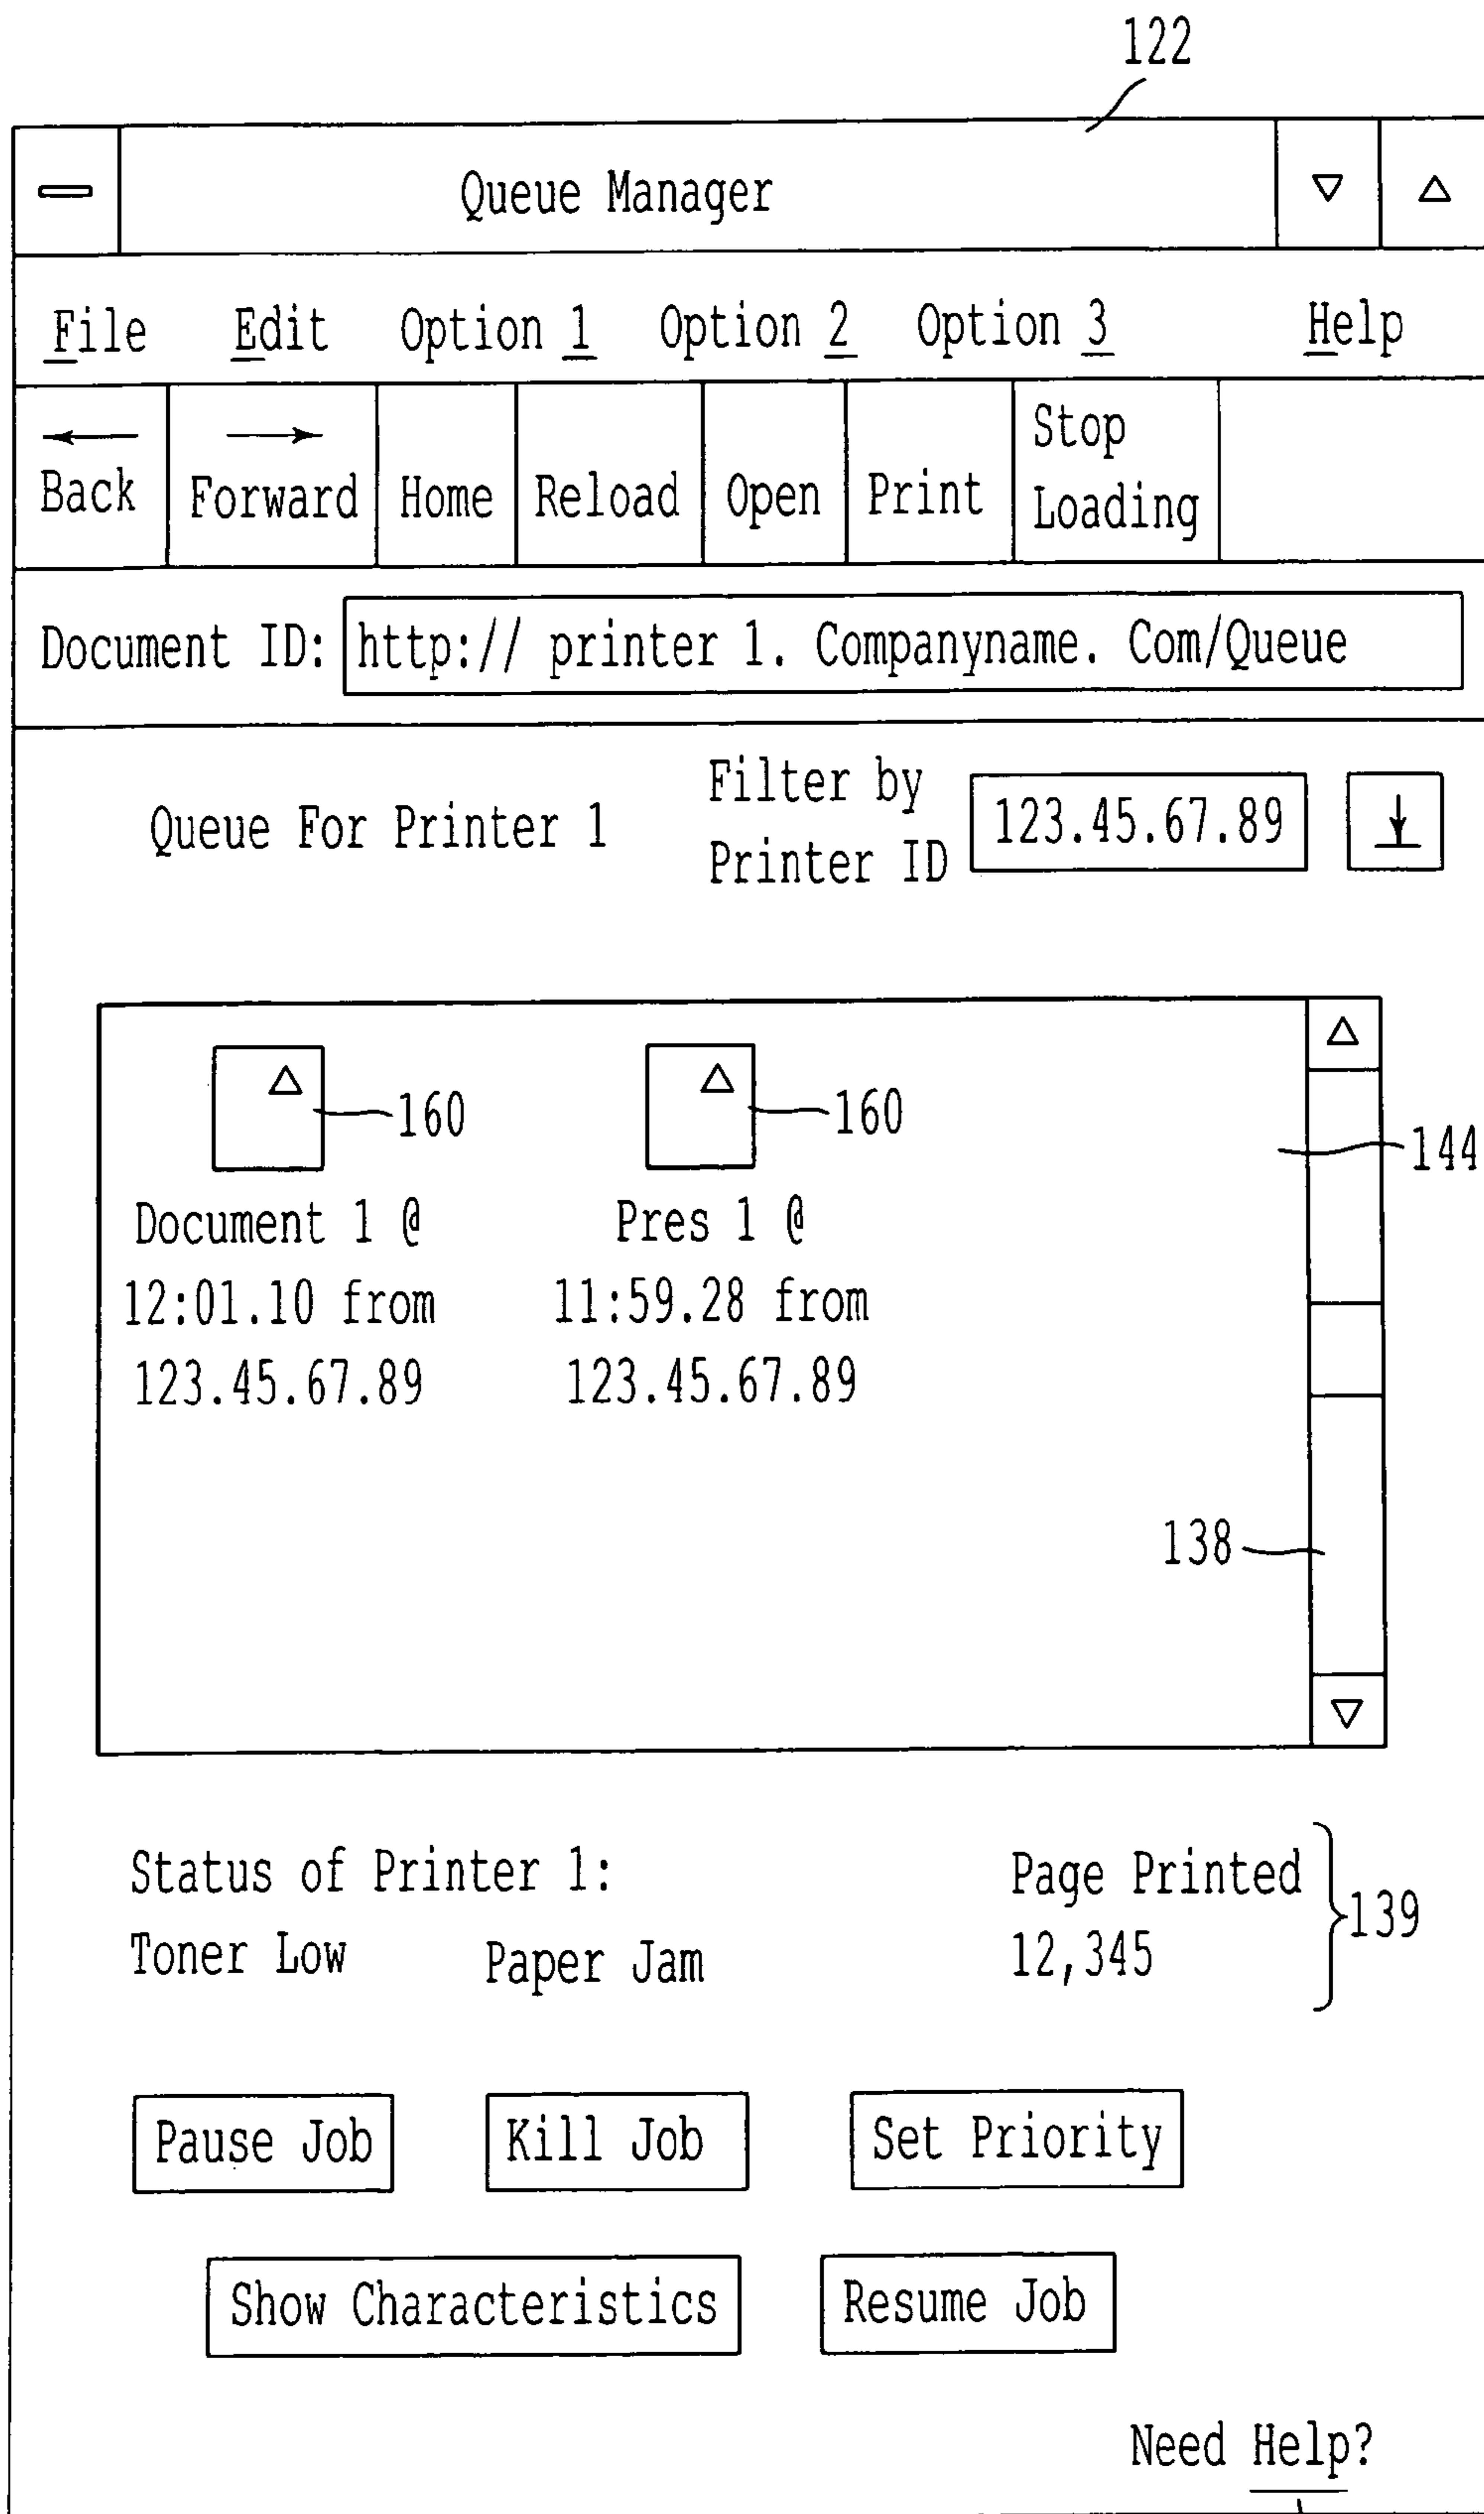 122
Queue Manager
File Edit Option 1 Option 2 Option 3 Help
Back Forward Home Reload Open Print Stop Loading
Document ID: http:// printer 1. Companyname. Com/Queue
Queue For Printer 1
Filter by
Printer ID
123.45.67.89
160
160
144
Document 1 @
12:01.10 from
123.45.67.89
Pres 1 @
11:59.28 from
123.45.67.89
138
Status of Printer 1:
Toner Low Paper Jam
Page Printed
12,345
139
Pause Job Kill Job Set Priority
Show Characteristics Resume Job
Need Help?